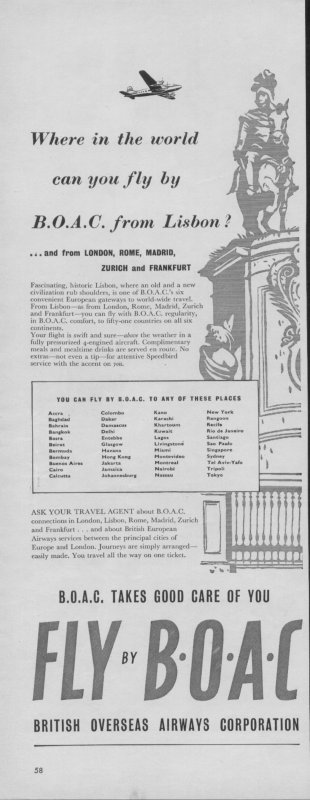 Where in the world
can you fly by
B.O.A.C. from Lisbon?
...and from LONDON, ROME, MADRID,
ZURICH and FRANKFURT
Fascinating, historic Lisbon, where an old and a new
civilization rub shoulders, is one of B.O.A.C.'s six
convenient European gateways to world-wide travel.
From Lisbon—as from London, Rome, Madrid, Zurich
and Frankfurt—you can fly with B.O.A.C. regularity,
in B.O.A.C. comfort, to fifty-one countries on all six
continents.
Your flight is swift and sure—above the weather in a
fully pressurized 4-engined aircraft. Complimentary
meals and mealtime drinks are served en route. No
extras—not even a tip—for attentive Speedbird
service with the accent on you.
YOU CAN FLY BY B.O.A.C. TO ANY OF THESE PLACES
Accra Colombo Kano New York
Baghdad Dakar Karachi Rangoon
Bahrain Damascus Khartoum Recife
Bangkok Delhi Kuwait Rio de Janeiro
Basra Entebbe Lagos Santiago
Beirut Glasgow Livingstone Sao Paulo
Bermuda Havana Miami Singapore
Bombay Hong Kong Montevideo Sydney
Buenos Aires Jakarta Montreal Tel Aviv-Yafo
Cairo Jamaica Nairobi Tripoli
Calcutta Johannesburg Nassau Tokyo
ASK YOUR TRAVEL AGENT about B.O.A.C.
connections in London, Lisbon, Rome, Madrid, Zurich
and Frankfurt . . . and about British European
Airways services between the principal cities of
Europe and London. Journeys are simply arranged—
easily made. You travel all the way on one ticket.
B.O.A.C. TAKES GOOD CARE OF YOU
FLY BY B·O·A·C
BRITISH OVERSEAS AIRWAYS CORPORATION
58